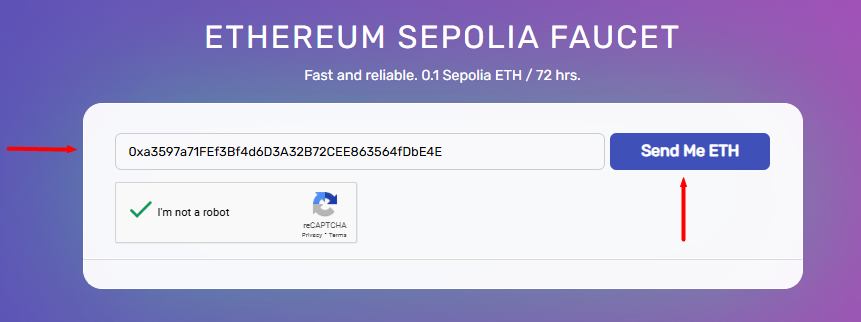 ETHEREUM SEPOLIA FAUCET
Fast and reliable. 0.1 Sepolia ETH / 72 hrs.
0xa3597a71FEf3Bf4d6D3A32B72CEE863564fDbE4E
Send Me ETH
I'm not a robot
reCAPTCHA
Privacy - Terms